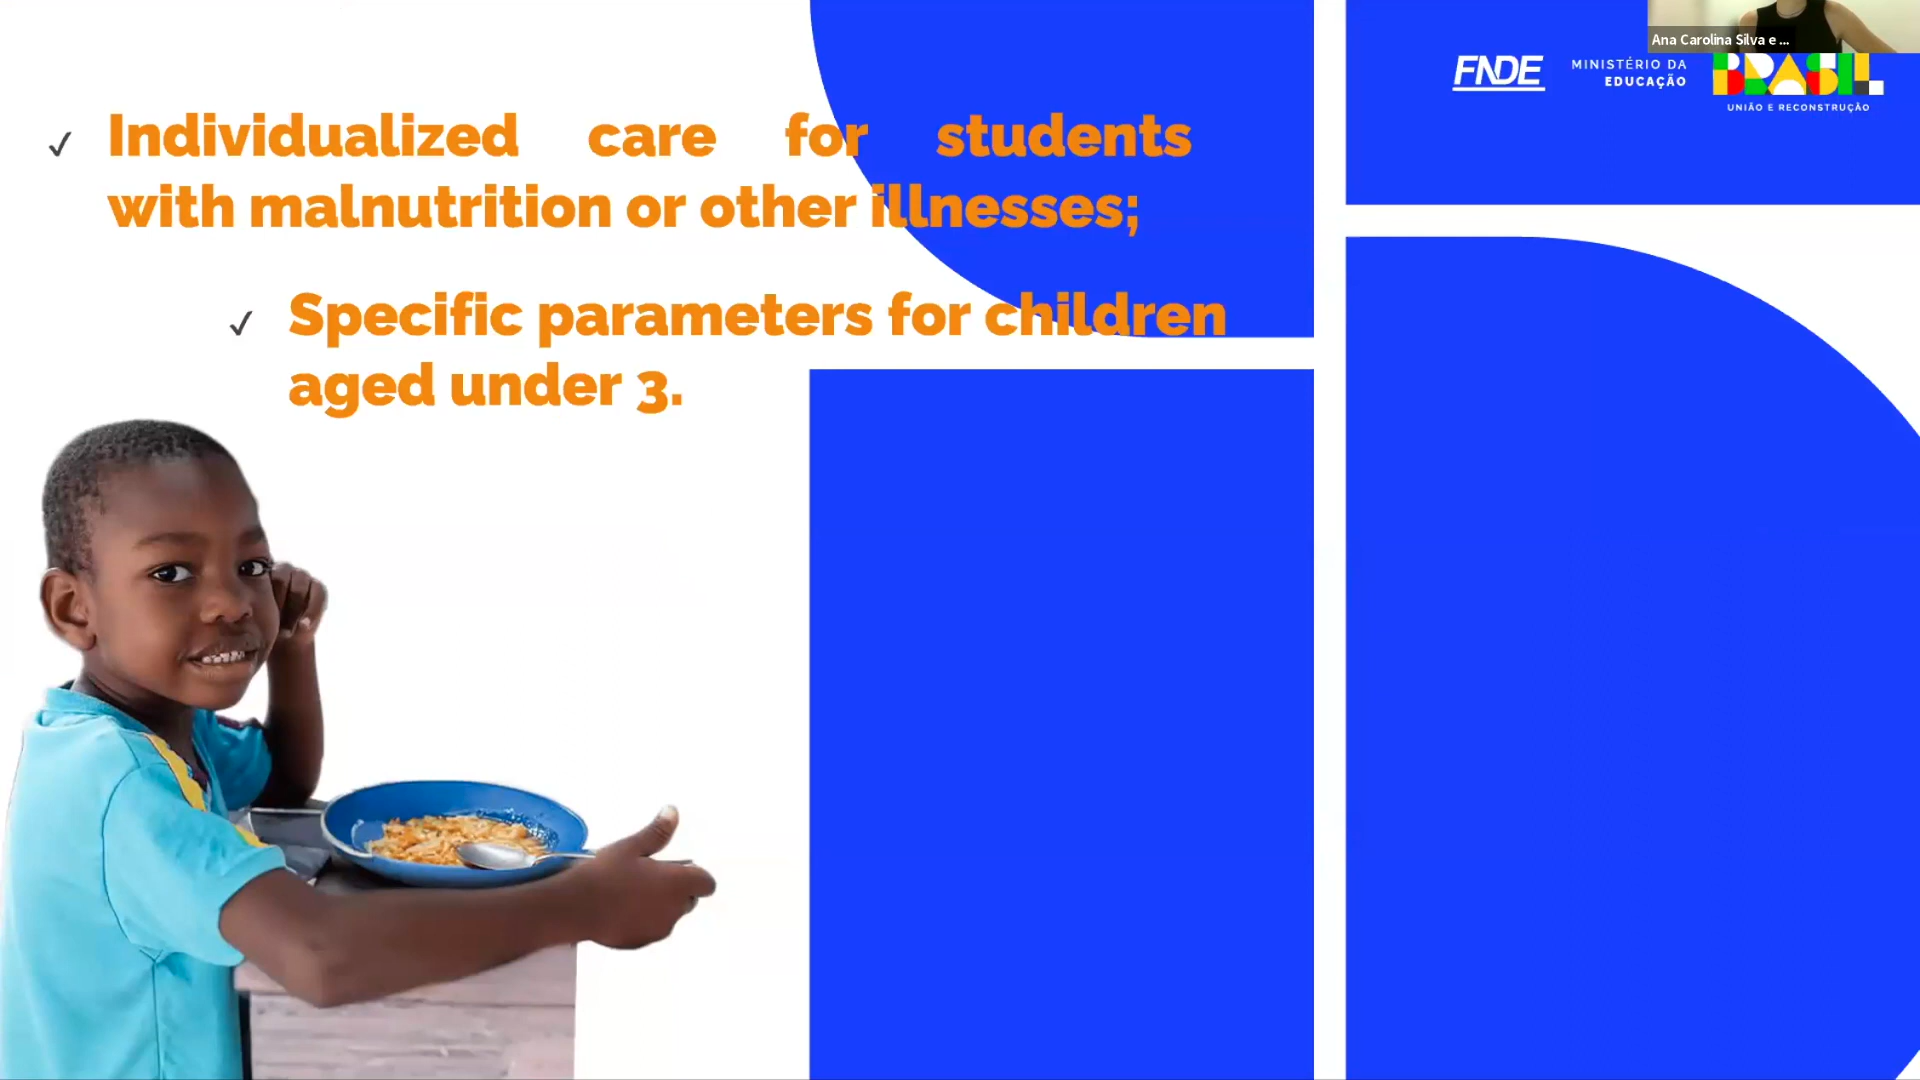 Ana Carolina Silva e ...
FNDE
MINISTÉRIO DA
EDUCAÇÃO
BRASIL
UNIÃO E RECONSTRUÇÃO
✓ Individualized care for students
with malnutrition or other illnesses;
✓ Specific parameters for children
aged under 3.